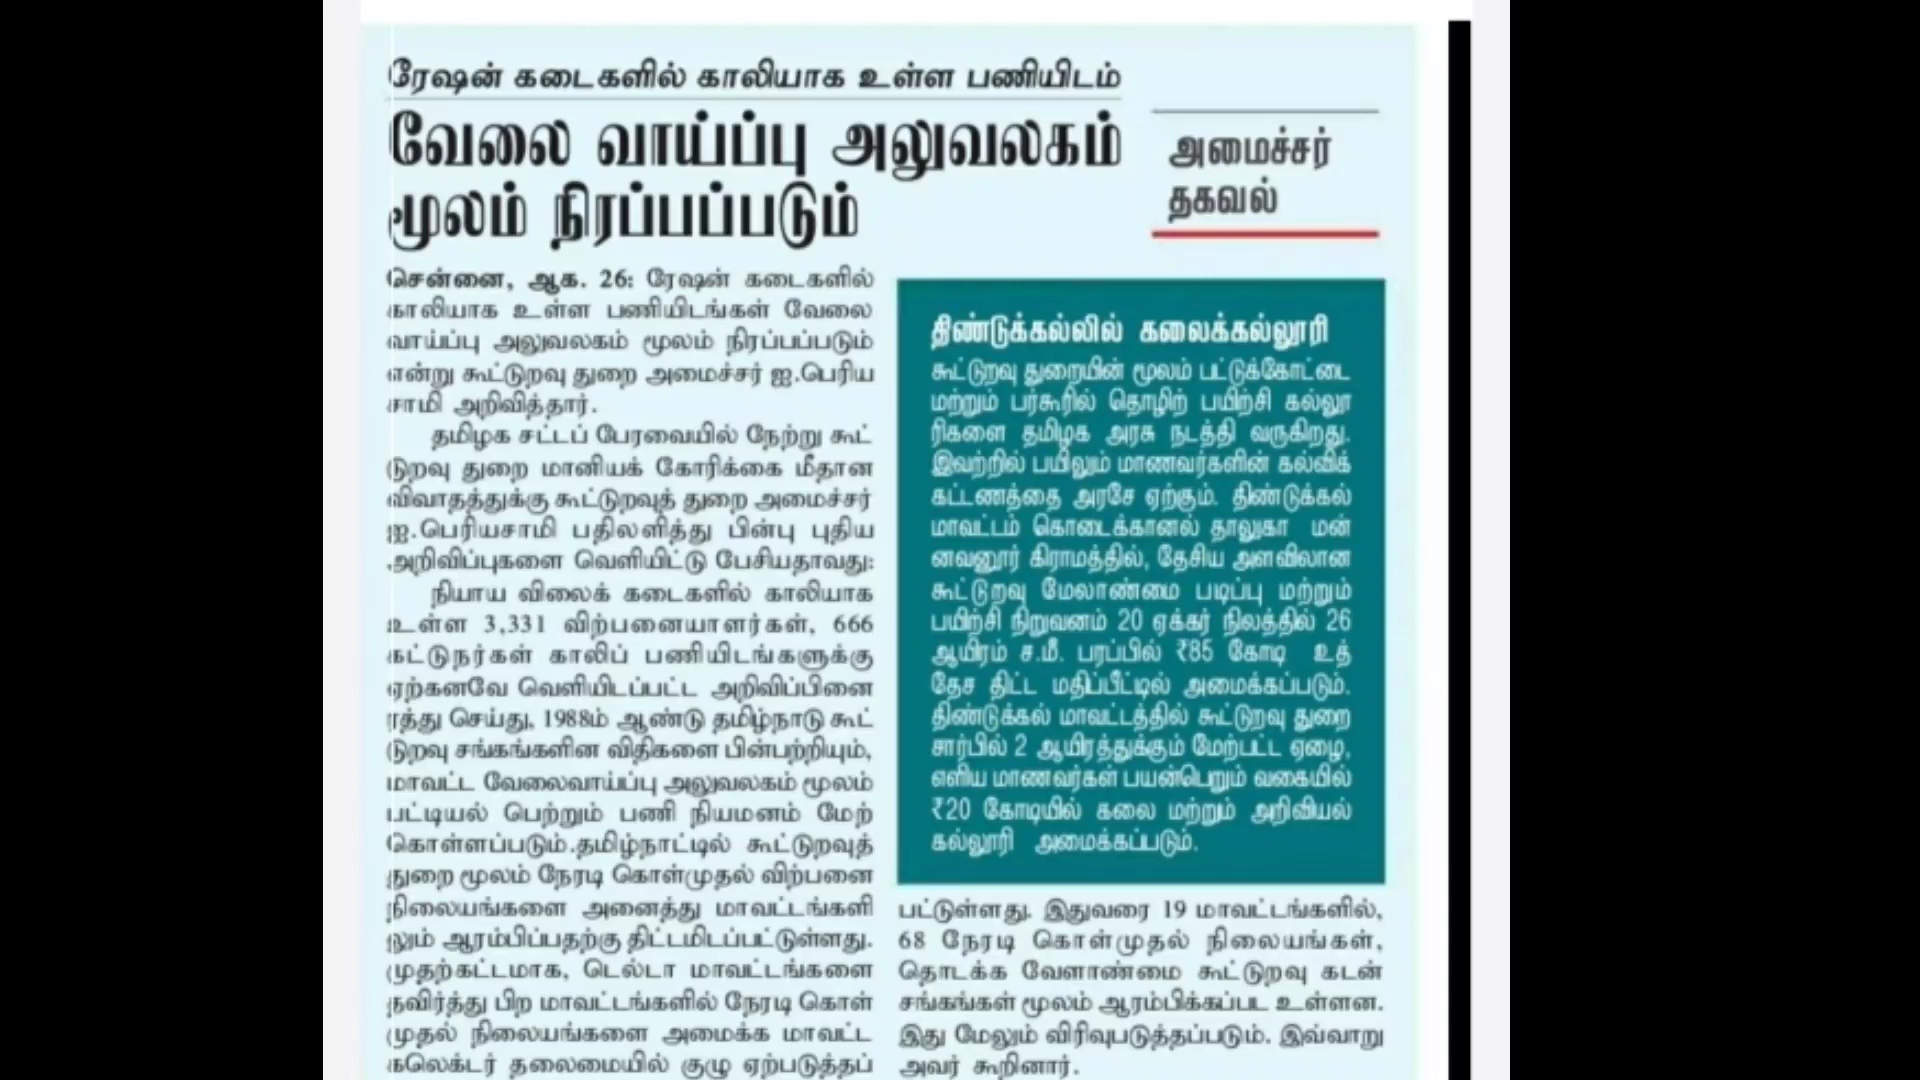 ரேஷன் கடைகளில் காலியாக உள்ள பணியிடம்
வேலை வாய்ப்பு அலுவலகம்
மூலம் நிரப்பப்படும்
அமைச்சர்
தகவல்
சென்னை, ஆக. 26: ரேஷன் கடைகளில்
காலியாக உள்ள பணியிடங்கள் வேலை
வாய்ப்பு அலுவலகம் மூலம் நிரப்பப்படும்
என்று கூட்டுறவு துறை அமைச்சர் ஐ.பெரிய
சாமி அறிவித்தார்.
தமிழக சட்டப் பேரவையில் நேற்று கூட்
டுறவு துறை மானியக் கோரிக்கை மீதான
விவாதத்துக்கு கூட்டுறவுத் துறை அமைச்சர்
ஐ.பெரியசாமி பதிலளித்து பின்பு புதிய
அறிவிப்புகளை வெளியிட்டு பேசியதாவது:
நியாய விலைக் கடைகளில் காலியாக
உள்ள 3,331 விற்பனையாளர்கள், 666
கட்டுநர்கள் காலிப் பணியிடங்களுக்கு
ஏற்கனவே வெளியிடப்பட்ட அறிவிப்பினை
ரத்து செய்து, 1988ம் ஆண்டு தமிழ்நாடு கூட்
டுறவு சங்கங்களின விதிகளை பின்பற்றியும்,
மாவட்ட வேலைவாய்ப்பு அலுவலகம் மூலம்
பட்டியல் பெற்றும் பணி நியமனம் மேற்
கொள்ளப்படும்.தமிழ்நாட்டில் கூட்டுறவுத்
துறை மூலம் நேரடி கொள்முதல் விற்பனை
நிலையங்களை அனைத்து மாவட்டங்களி
லும் ஆரம்பிப்பதற்கு திட்டமிடப்பட்டுள்ளது.
முதற்கட்டமாக, டெல்டா மாவட்டங்களை
தவிர்த்து பிற மாவட்டங்களில் நேரடி கொள்
முதல் நிலையங்களை அமைக்க மாவட்ட
கலெக்டர் தலைமையில் குழு ஏற்படுத்தப்
திண்டுக்கல்லில் கலைக்கல்லூரி
கூட்டுறவு துறையின் மூலம் பட்டுக்கோட்டை
மற்றும் பர்கூரில் தொழிற் பயிற்சி கல்லூ
ரிகளை தமிழக அரசு நடத்தி வருகிறது.
இவற்றில் பயிலும் மாணவர்களின் கல்விக்
கட்டணத்தை அரசே ஏற்கும். திண்டுக்கல்
மாவட்டம் கொடைக்கானல் தாலுகா மன்
னவனூர் கிராமத்தில், தேசிய அளவிலான
கூட்டுறவு மேலாண்மை படிப்பு மற்றும்
பயிற்சி நிறுவனம் 20 ஏக்கர் நிலத்தில் 26
ஆயிரம் ச.மீ. பரப்பில் ₹85 கோடி உத்
தேச திட்ட மதிப்பீட்டில் அமைக்கப்படும்.
திண்டுக்கல் மாவட்டத்தில் கூட்டுறவு துறை
சார்பில் 2 ஆயிரத்துக்கும் மேற்பட்ட ஏழை,
எளிய மாணவர்கள் பயன்பெறும் வகையில்
₹20 கோடியில் கலை மற்றும் அறிவியல்
கல்லூரி அமைக்கப்படும்.
பட்டுள்ளது. இதுவரை 19 மாவட்டங்களில்,
68 நேரடி கொள்முதல் நிலையங்கள்,
தொடக்க வேளாண்மை கூட்டுறவு கடன்
சங்கங்கள் மூலம் ஆரம்பிக்கப்பட உள்ளன.
இது மேலும் விரிவுபடுத்தப்படும். இவ்வாறு
அவர் கூறினார்.